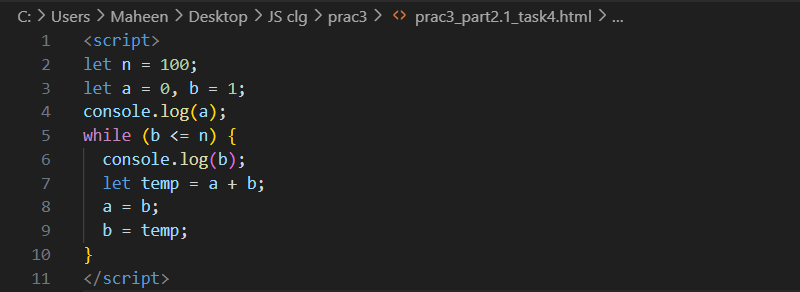 C: > Users > Maheen > Desktop > JS clg > prac3 > <> prac3_part2.1_task4.html > ...
1 <script>
2 let n = 100;
3 let a = 0, b = 1;
4 console.log(a);
5 while (b <= n) {
6 console.log(b);
7 let temp = a + b;
8 a = b;
9 b = temp;
10 }
11 </script>